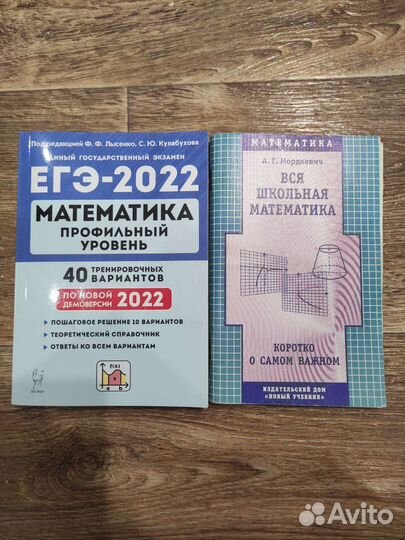 Под редакцией Ф. Ф. Лысенко, С. Ю. Кулабухова
ЕДИНЫЙ ГОСУДАРСТВЕННЫЙ ЭКЗАМЕН
ЕГЭ-2022
МАТЕМАТИКА
ПРОФИЛЬНЫЙ
УРОВЕНЬ
40 ТРЕНИРОВОЧНЫХ
ВАРИАНТОВ
ПО НОВОЙ
ДЕМОВЕРСИИ 2022
• ПОШАГОВОЕ РЕШЕНИЕ 10 ВАРИАНТОВ
• ТЕОРЕТИЧЕСКИЙ СПРАВОЧНИК
• ОТВЕТЫ КО ВСЕМ ВАРИАНТАМ
f(x)
a b
ЛЕГИОН
МАТЕМАТИКА
А. Г. Мордкович
ВСЯ
ШКОЛЬНАЯ
МАТЕМАТИКА
КОРОТКО
О САМОМ ВАЖНОМ
ИЗДАТЕЛЬСКИЙ ДОМ
«НОВЫЙ УЧЕБНИК»
Avito